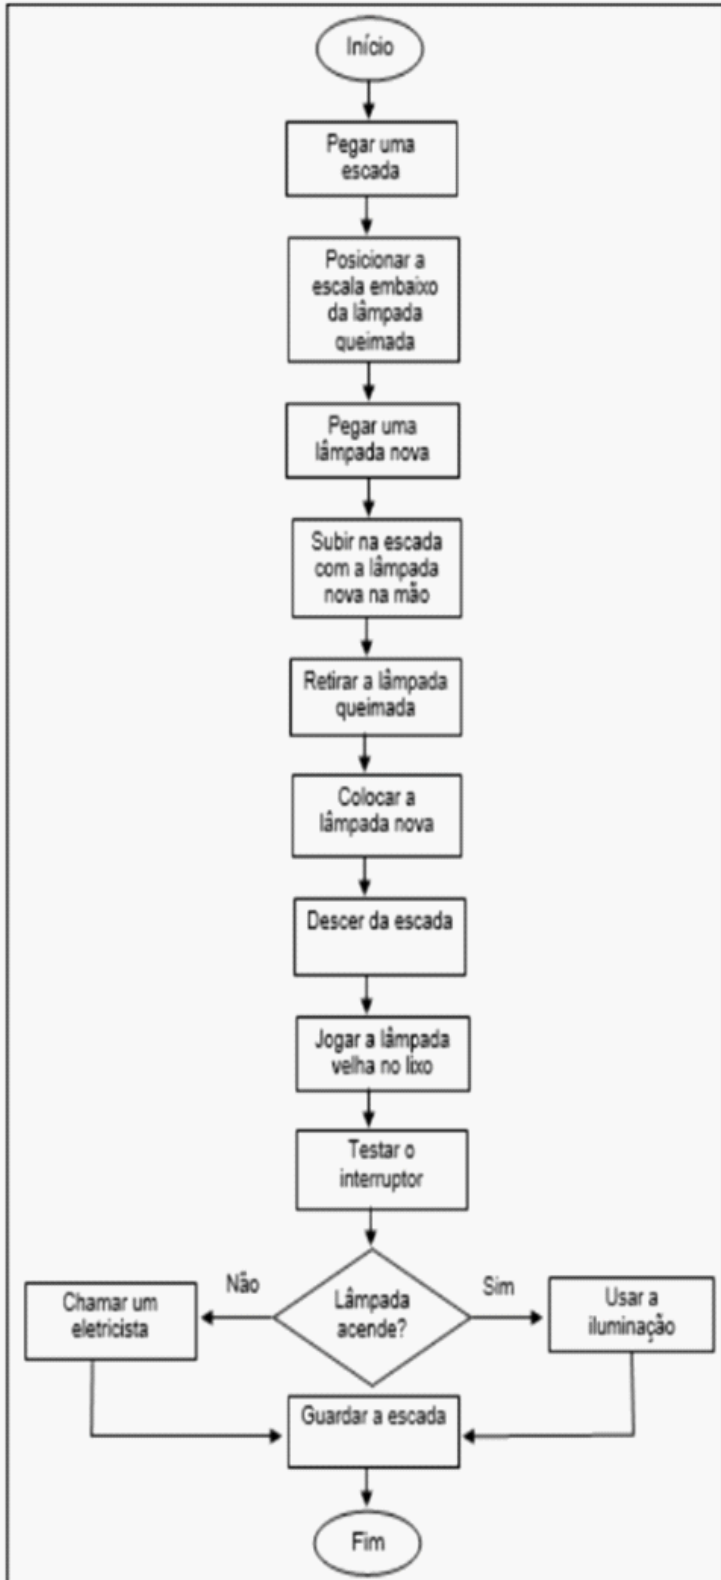 Início
Pegar uma
escada
Posicionar a
escala embaixo
da lâmpada
queimada
Pegar uma
lâmpada nova
Subir na escada
com a lâmpada
nova na mão
Retirar a lâmpada
queimada
Colocar a
lâmpada nova
Descer da escada
Jogar a lâmpada
velha no lixo
Testar o
interruptor
Não
Lâmpada
acende?
Sim
Chamar um
eletricista
Usar a
iluminação
Guardar a escada
Fim